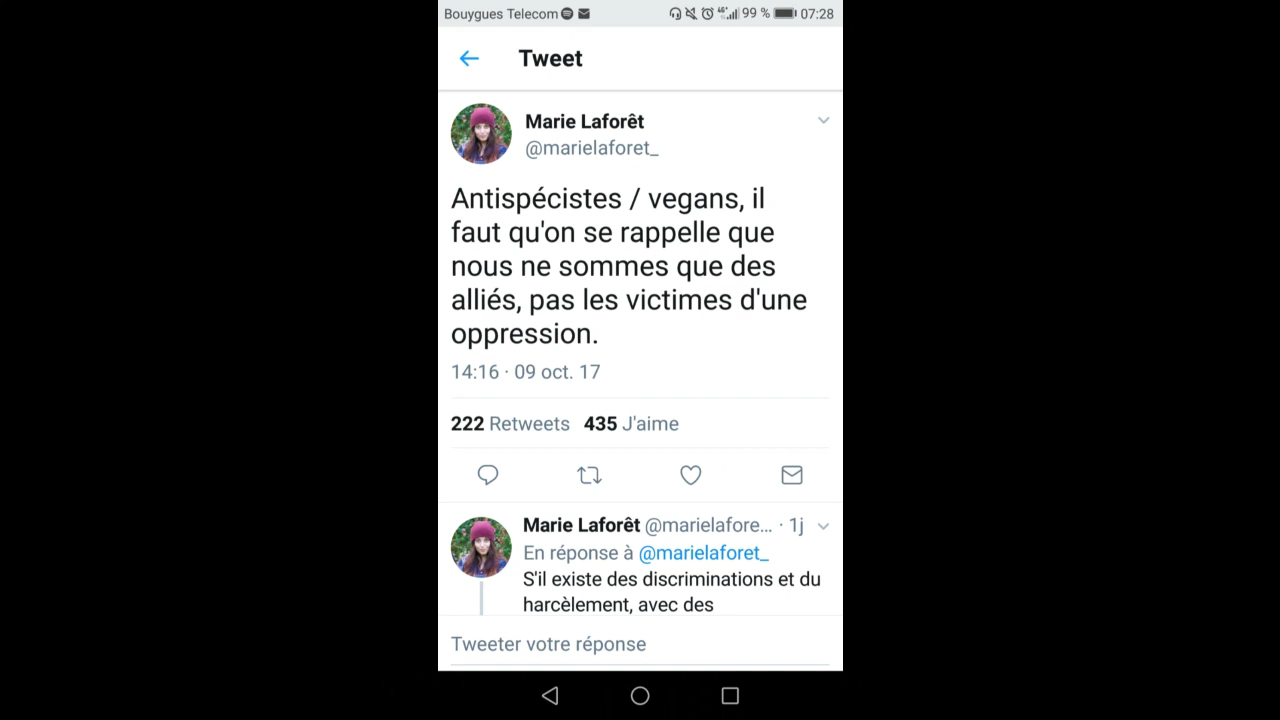 Bouygues Telecom 99 % 07:28
Tweet
Marie Laforêt
@marielaforet_
Antispécistes / vegans, il
faut qu'on se rappelle que
nous ne sommes que des
alliés, pas les victimes d'une
oppression.
14:16 · 09 oct. 17
222 Retweets 435 J'aime
Marie Laforêt @marielafore... · 1j
En réponse à @marielaforet_
S'il existe des discriminations et du
harcèlement, avec des
Tweeter votre réponse